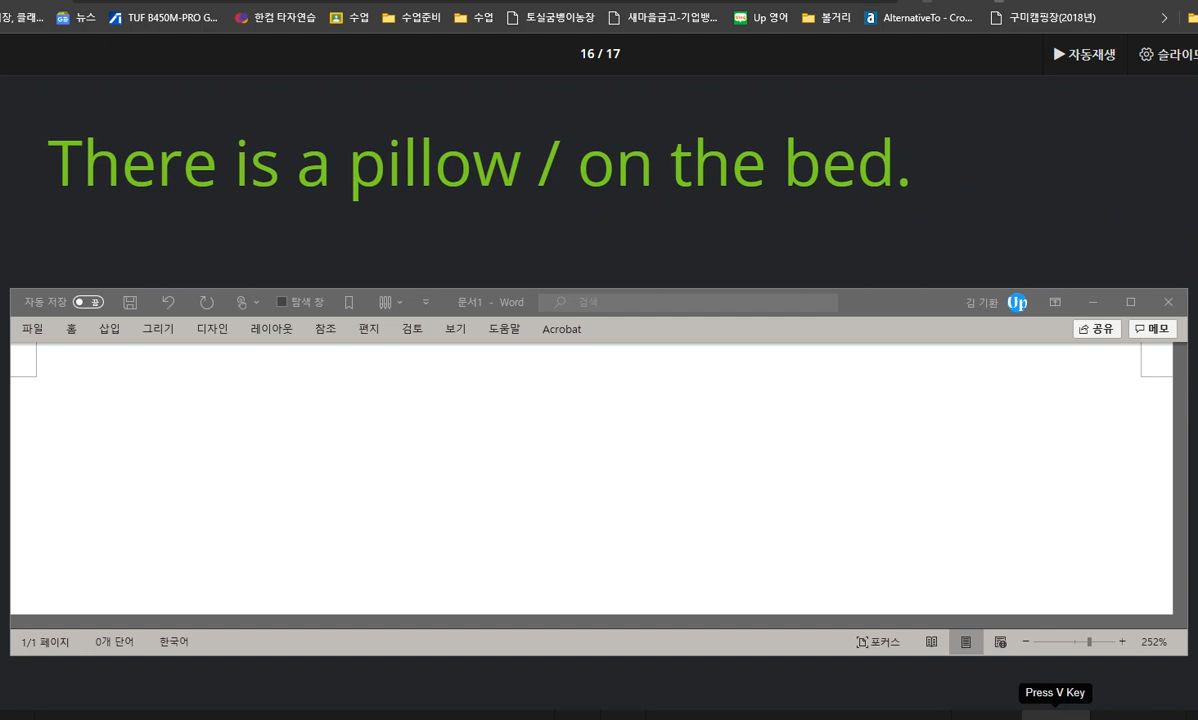 장, 클래... 뉴스 TUF B450M-PRO G... 한컴 타자연습 수업 수업준비 수업 토실굼벵이농장 새마을금고-기업뱅... Up 영어 볼거리 AlternativeTo - Cro... 구미캠핑장(2018년)
16 / 17 자동재생 슬라이드
There is a pillow / on the bed.
자동 저장 끔 탐색 창 문서1 - Word 검색 김 기환 Up
파일 홈 삽입 그리기 디자인 레이아웃 참조 편지 검토 보기 도움말 Acrobat 공유 메모
1/1 페이지 0개 단어 한국어 포커스 252%
Press V Key